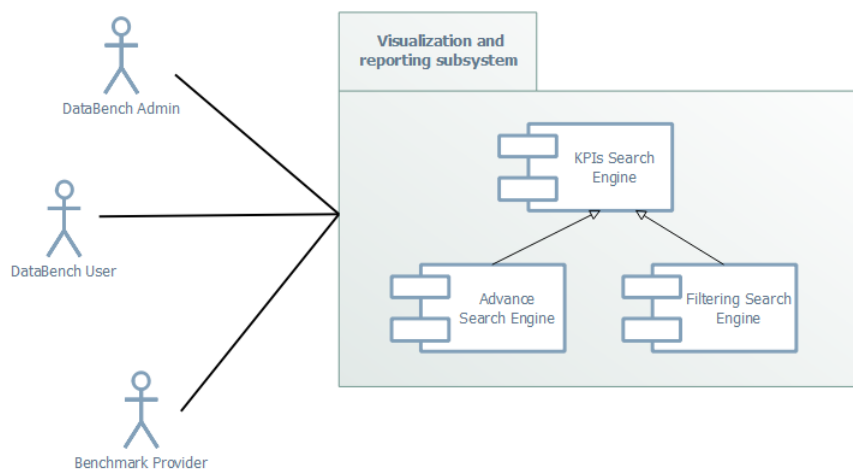 DataBench Admin
DataBench User
Benchmark Provider
Visualization and
reporting subsystem
KPIs Search
Engine
Advance
Search Engine
Filtering Search
Engine